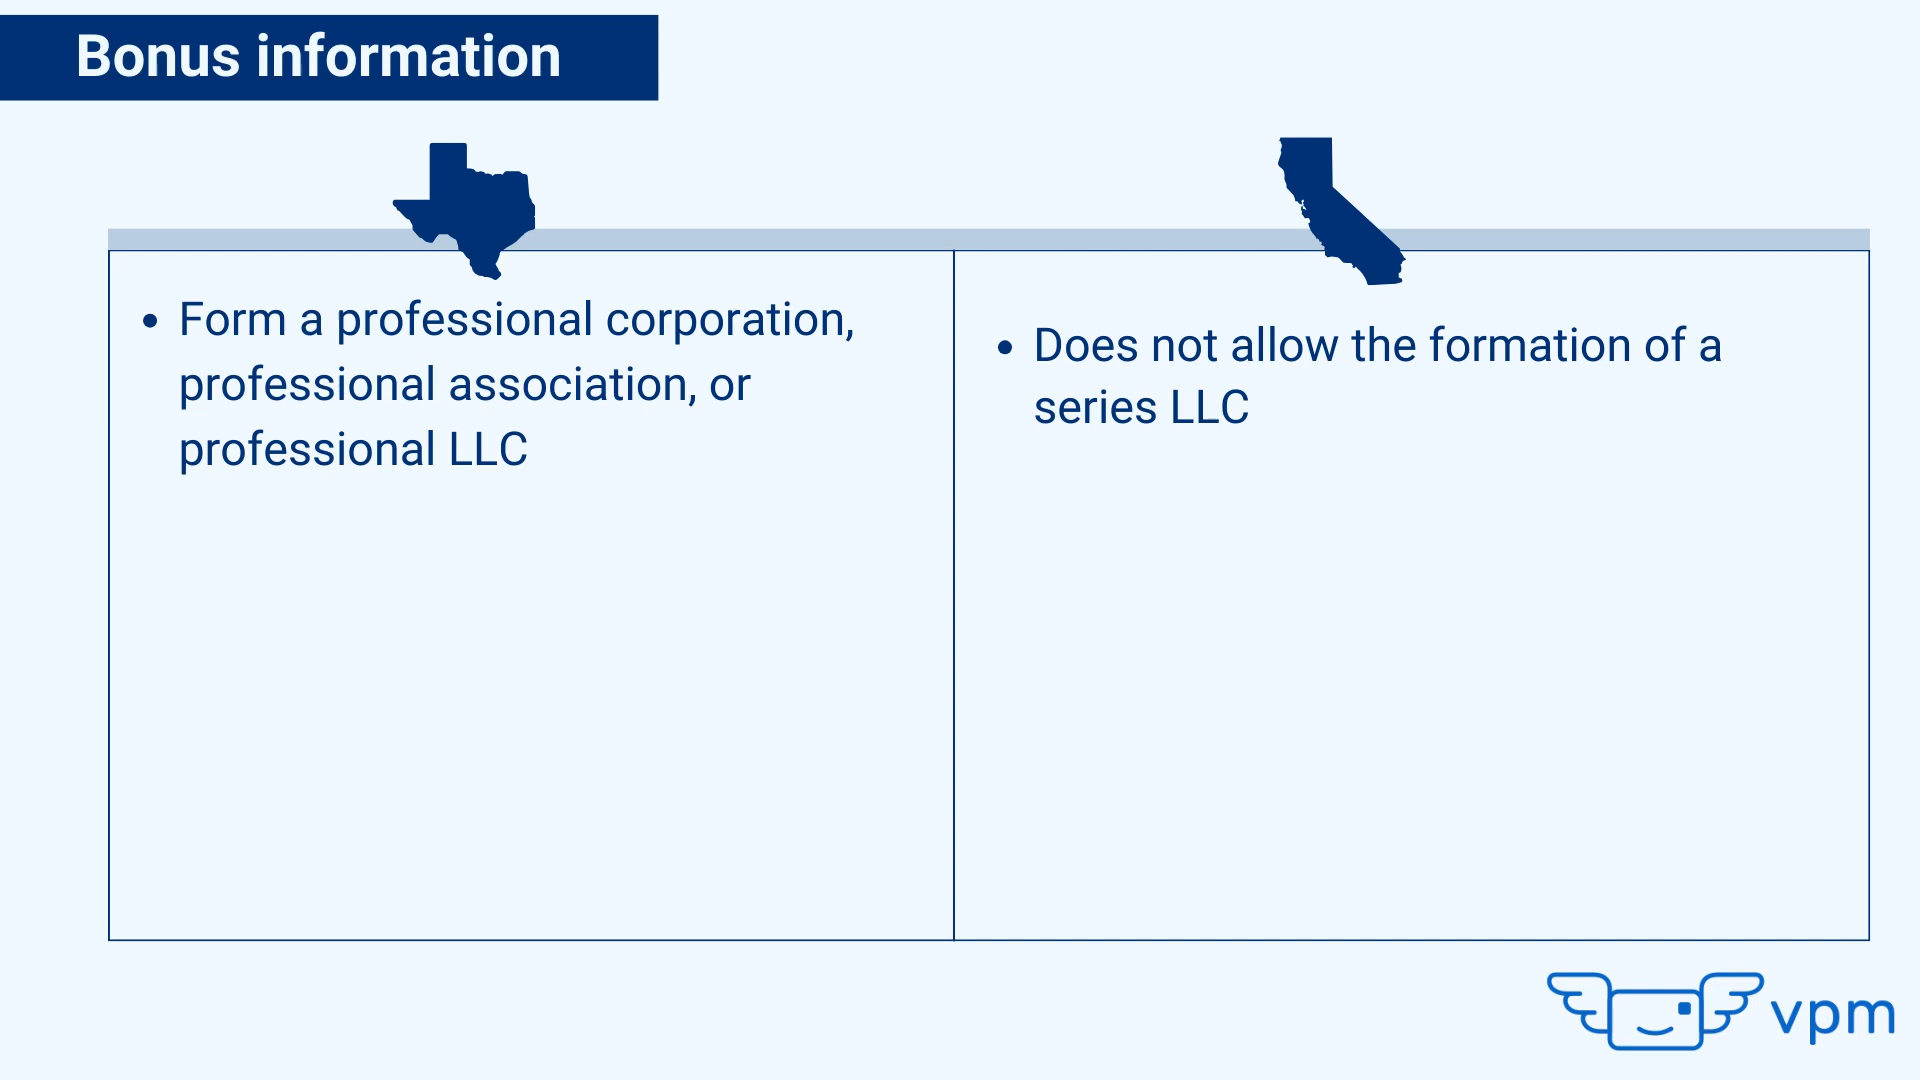 Bonus information
• Form a professional corporation,
professional association, or
professional LLC
• Does not allow the formation of a
series LLC
vpm